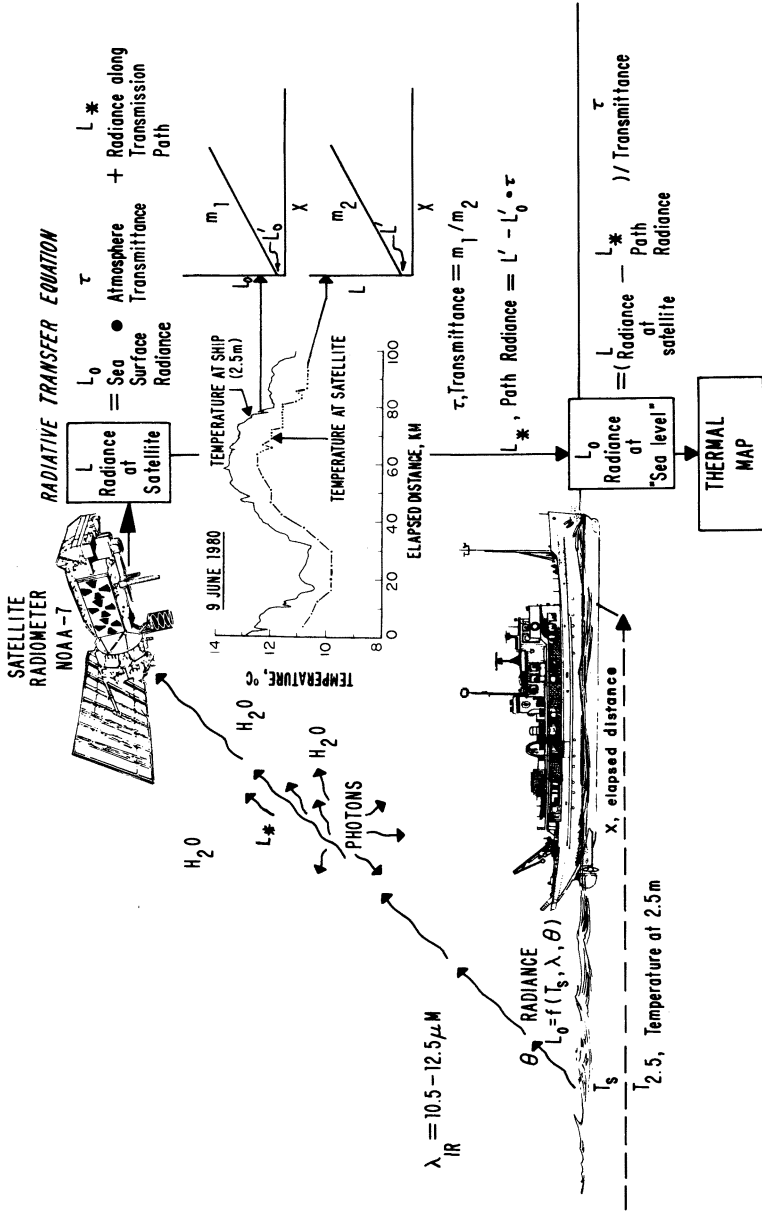 SATELLITE
RADIOMETER
NOAA-7
RADIATIVE TRANSFER EQUATION
L
Radiance
at
Satellite
=
L₀
Sea
Surface
Radiance
•
τ
Atmosphere
Transmittance
+
L*
Radiance along
Transmission
Path
H₂O
H₂O
H₂O
L*
PHOTONS
9 JUNE 1980
TEMPERATURE AT SHIP
(2.5m)
TEMPERATURE AT SATELLITE
TEMPERATURE, °C
14
12
10
8
0
20
40
60
80
100
ELAPSED DISTANCE, KM
L₀
m₁
L'₀
X
L
m₂
L'
X
τ, Transmittance = m₁/m₂
L*, Path Radiance = L' - L'₀ • τ
λ IR = 10.5-12.5µM
θ
RADIANCE
L₀=f(Tₛ, λ, θ)
Tₛ
T₂.₅, Temperature at 2.5m
X, elapsed distance
L₀
Radiance
at
"Sea level"
=(
L
Radiance
at
satellite
−
L*
Path
Radiance
)/
τ
Transmittance
THERMAL
MAP